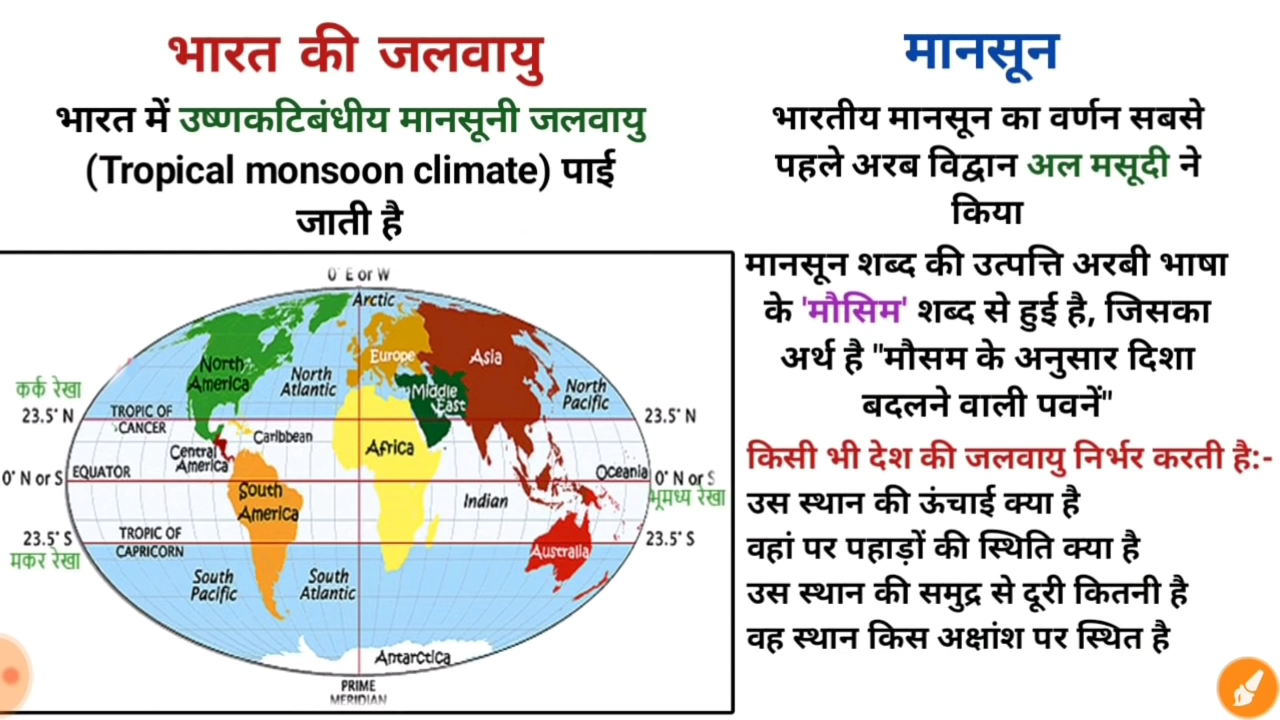 भारत की जलवायु
भारत में उष्णकटिबंधीय मानसूनी जलवायु
(Tropical monsoon climate) पाई
जाती है
0° E or W
Arctic
North
America
North
Atlantic
Europe
Asia
Middle
East
North
Pacific
कर्क रेखा
23.5° N
TROPIC OF
CANCER
23.5° N
Caribbean
Central
America
Africa
0° N or S
EQUATOR
Oceania
0° N or S
भूमध्य रेखा
South
America
Indian
23.5° S
मकर रेखा
TROPIC OF
CAPRICORN
Australia
23.5° S
South
Pacific
South
Atlantic
Antarctica
PRIME
MERIDIAN
मानसून
भारतीय मानसून का वर्णन सबसे
पहले अरब विद्वान अल मसूदी ने
किया
मानसून शब्द की उत्पत्ति अरबी भाषा
के 'मौसिम' शब्द से हुई है, जिसका
अर्थ है "मौसम के अनुसार दिशा
बदलने वाली पवनें"
किसी भी देश की जलवायु निर्भर करती है:-
उस स्थान की ऊंचाई क्या है
वहां पर पहाड़ों की स्थिति क्या है
उस स्थान की समुद्र से दूरी कितनी है
वह स्थान किस अक्षांश पर स्थित है